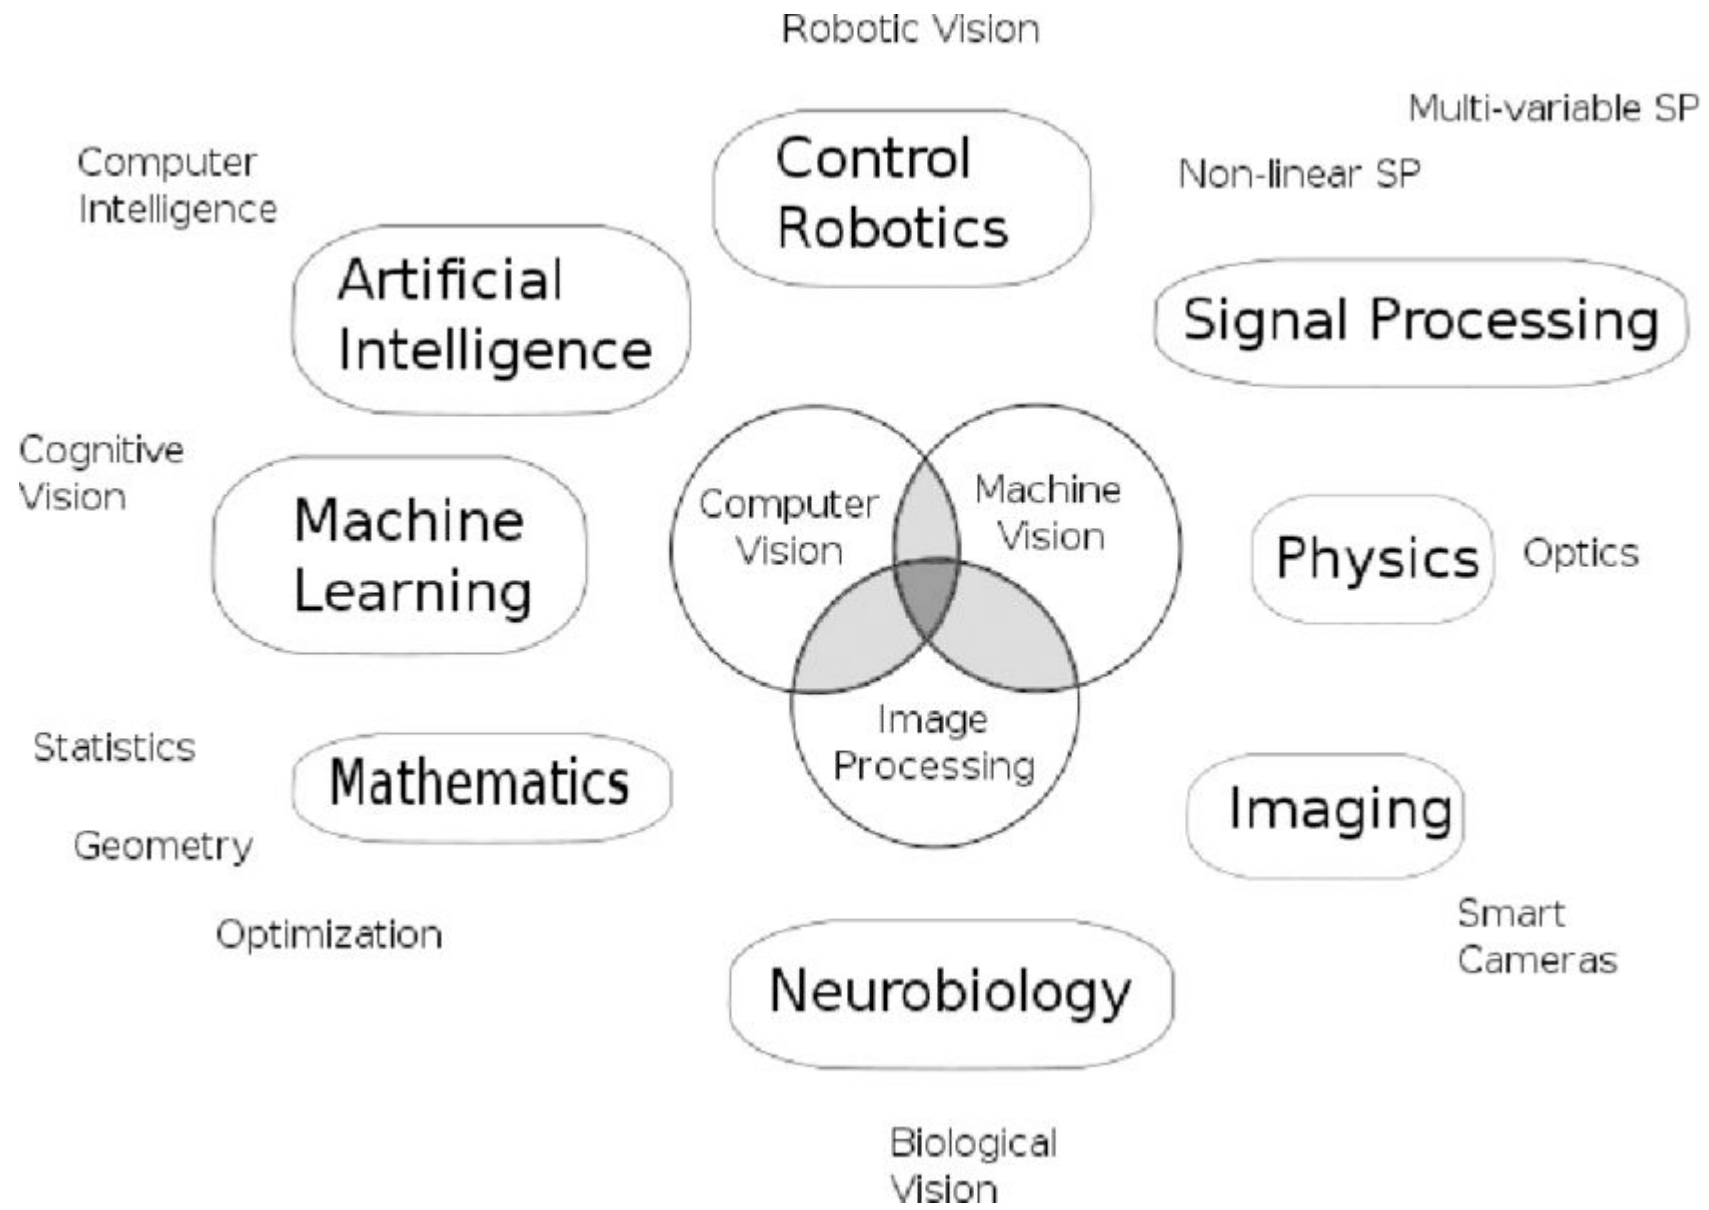 Robotic Vision
Multi-variable SP
Computer
Intelligence
Control
Robotics
Non-linear SP
Artificial
Intelligence
Signal Processing
Cognitive
Vision
Machine
Learning
Computer
Vision
Machine
Vision
Physics
Optics
Statistics
Mathematics
Image
Processing
Imaging
Geometry
Optimization
Smart
Cameras
Neurobiology
Biological
Vision